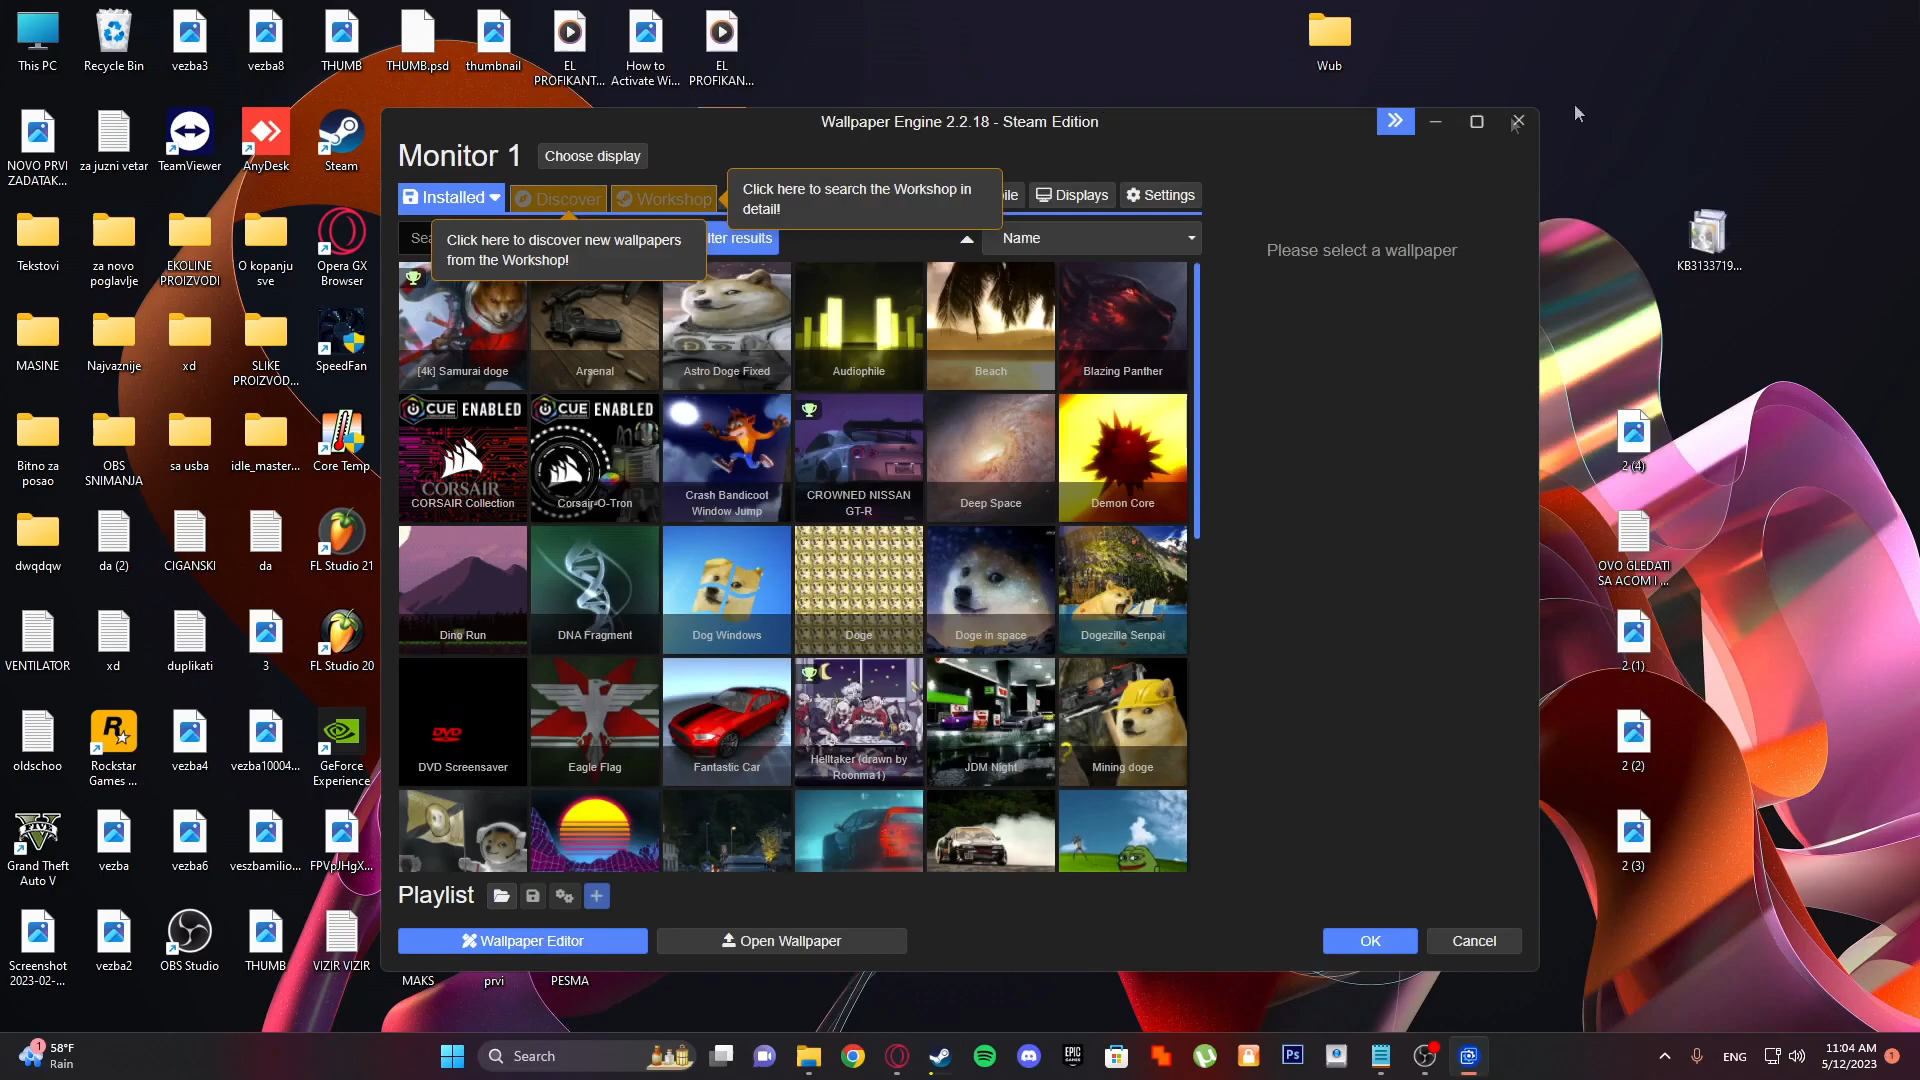 This PC
Recycle Bin
vezba3
vezba8
THUMB
THUMB.psd
thumbnail
EL
PROFIKANT...
How to
Activate Wi...
EL
PROFIKAN...
Wub
NOVO PRVI
ZADATAK...
za juzni vetar
TeamViewer
AnyDesk
Steam
Tekstovi
za novo
poglavlje
EKOLINE
PROIZVODI
O kopanju
sve
Opera GX
Browser
MASINE
Najvaznije
xd
SLIKE
PROIZVOD...
SpeedFan
Bitno za
posao
OBS
SNIMANJA
sa usba
idle_master...
Core Temp
dwqdqw
da (2)
CIGANSKI
da
FL Studio 21
VENTILATOR
xd
duplikati
3
FL Studio 20
oldschoo
Rockstar
Games ...
vezba4
vezba10004...
GeForce
Experience
Grand Theft
Auto V
vezba
vezba6
veszbamilio...
FPVpJHgX...
Screenshot
2023-02-...
vezba2
OBS Studio
THUMB
VIZIR VIZIR
MAKS
prvi
PESMA
Wallpaper Engine 2.2.18 - Steam Edition
Monitor 1
Choose display
Installed
Discover
Workshop
Click here to search the Workshop in
detail!
ile
Displays
Settings
Sea
Click here to discover new wallpapers
from the Workshop!
lter results
Name
Please select a wallpaper
[4k] Samurai doge
Arsenal
Astro Doge Fixed
Audiophile
Beach
Blazing Panther
CUE ENABLED
CORSAIR
CORSAIR Collection
CUE ENABLED
Corsair-O-Tron
Crash Bandicoot
Window Jump
CROWNED NISSAN
GT-R
Deep Space
Demon Core
Dino Run
DNA Fragment
Dog Windows
Doge
Doge in space
Dogezilla Senpai
DVD
DVD Screensaver
Eagle Flag
Fantastic Car
Helltaker (drawn by
Roonma1)
JDM Night
Mining doge
Playlist
Wallpaper Editor
Open Wallpaper
OK
Cancel
KB3133719...
2 (4)
OVO GLEDATI
SA ACOM I ...
2 (1)
2 (2)
2 (3)
1
58°F
Rain
Search
EPIC
GAMES
Ps
ENG
11:04 AM
5/12/2023
1